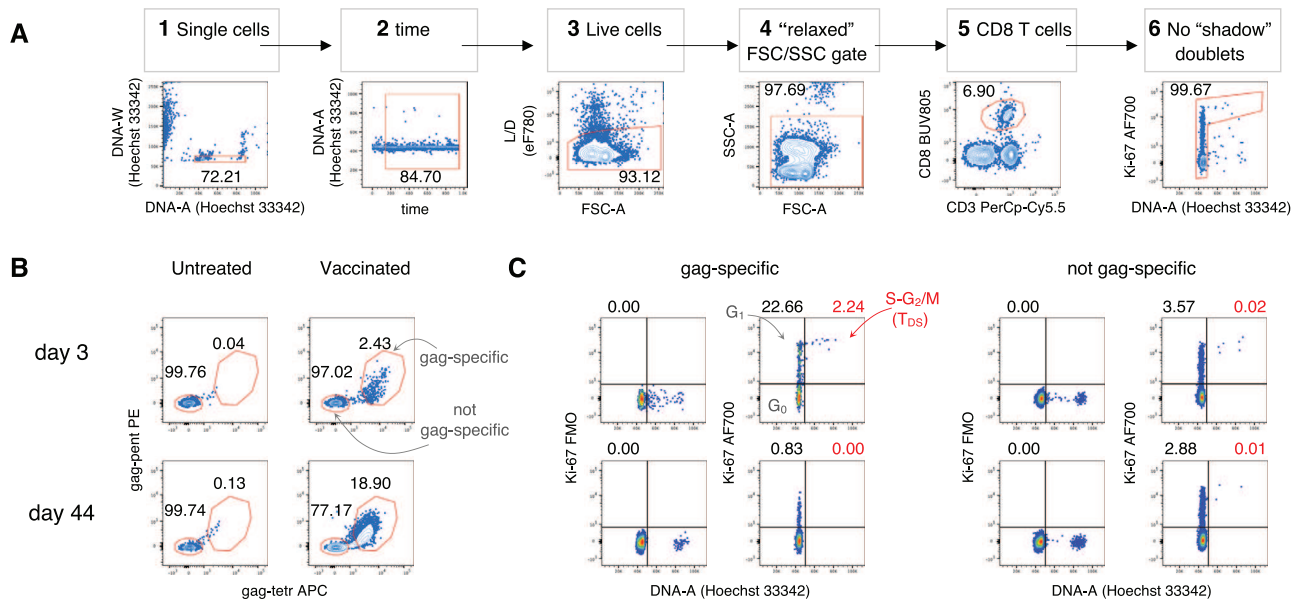 A
1 Single cells
2 time
3 Live cells
4 “relaxed”
FSC/SSC gate
5 CD8 T cells
6 No “shadow”
doublets
DNA-W
(Hoechst 33342)
72.21
DNA-A (Hoechst 33342)
DNA-A
(Hoechst 33342)
84.70
time
L/D
(eF780)
93.12
FSC-A
SSC-A
97.69
FSC-A
CD8 BUV805
6.90
CD3 PerCp-Cy5.5
Ki-67 AF700
99.67
DNA-A (Hoechst 33342)
B
Untreated
Vaccinated
day 3
99.76
0.04
97.02
2.43
gag-specific
not
gag-specific
day 44
99.74
0.13
77.17
18.90
gag-pent PE
gag-tetr APC
C
gag-specific
not gag-specific
0.00
22.66
2.24
G1
G0
S-G2/M
(TDS)
0.00
3.57
0.02
0.00
0.83
0.00
0.00
2.88
0.01
Ki-67 FMO
Ki-67 AF700
Ki-67 FMO
Ki-67 AF700
DNA-A (Hoechst 33342)
DNA-A (Hoechst 33342)